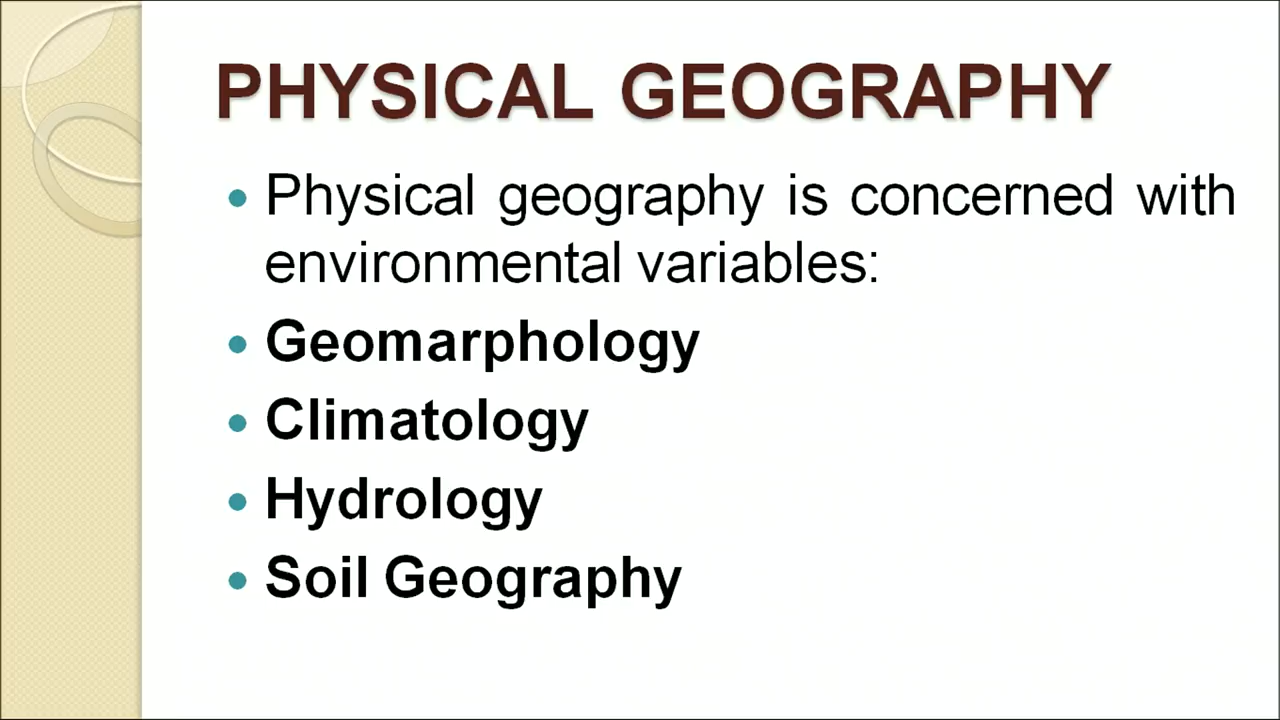 PHYSICAL GEOGRAPHY
Physical geography is concerned with
environmental variables:
Geomarphology
Climatology
Hydrology
Soil Geography